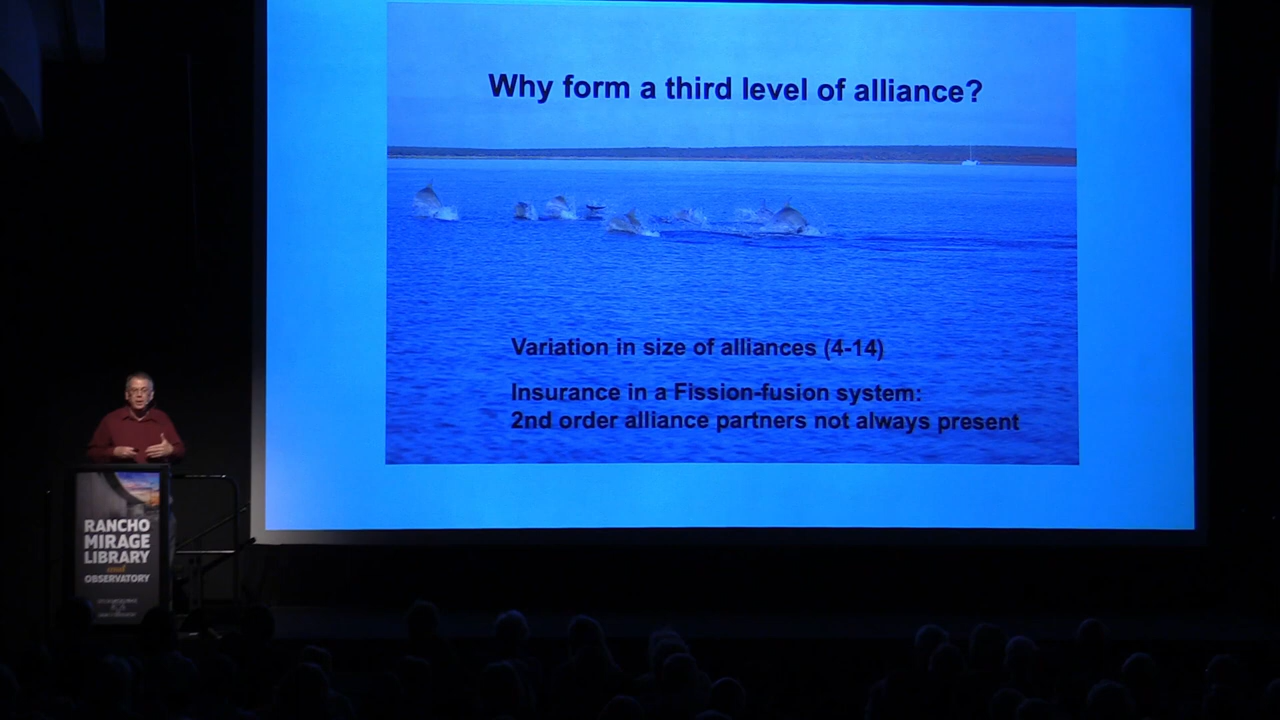 Why form a third level of alliance?
Variation in size of alliances (4-14)
Insurance in a Fission-fusion system:
2nd order alliance partners not always present
RANCHO
MIRAGE
LIBRARY
and
OBSERVATORY